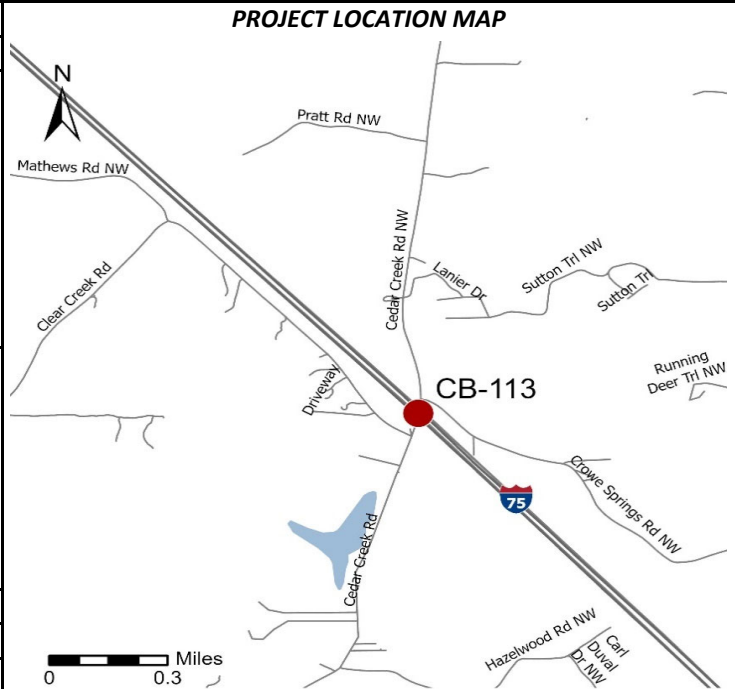 PROJECT LOCATION MAP
N
Pratt Rd NW
Mathews Rd NW
Cedar Creek Rd NW
Lanier Dr
Sutton Trl NW
Sutton Trl
Clear Creek Rd
Running
Deer Trl NW
Driveway
CB-113
Crowe Springs Rd NW
75
Cedar Creek Rd
Hazelwood Rd NW
Carl
Duval
Dr NW
Miles
0
0.3